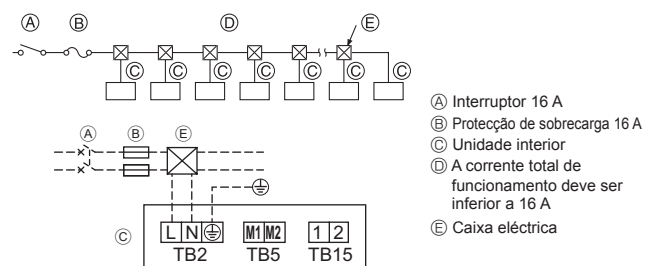 Ⓐ Ⓑ Ⓓ Ⓔ
Ⓒ Ⓒ Ⓒ Ⓒ Ⓒ Ⓒ Ⓒ
Ⓐ Ⓑ Ⓔ
Ⓒ L N M1 M2 1 2
TB2 TB5 TB15
Ⓐ Interruptor 16 A
Ⓑ Protecção de sobrecarga 16 A
Ⓒ Unidade interior
Ⓓ A corrente total de
funcionamento deve ser
inferior a 16 A
Ⓔ Caixa eléctrica